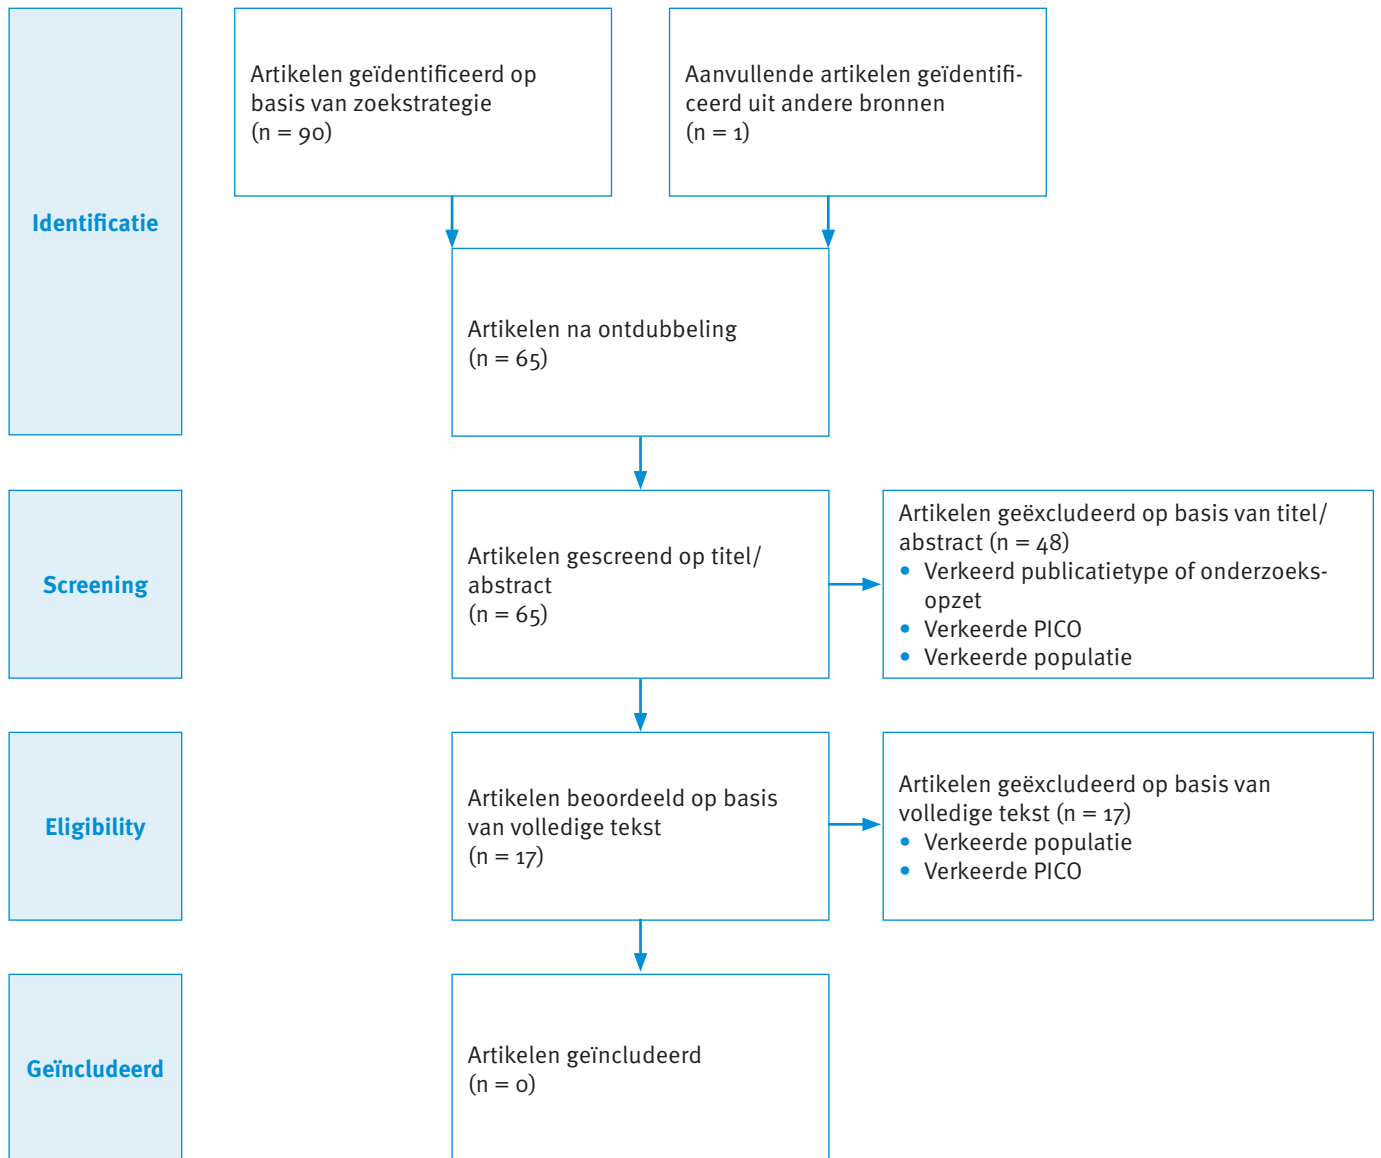 Identificatie
Artikelen geïdentificeerd op
basis van zoekstrategie
(n = 90)
Aanvullende artikelen geïdentifi-
ceerd uit andere bronnen
(n = 1)
Artikelen na ontdubbeling
(n = 65)
Screening
Artikelen gescreend op titel/
abstract
(n = 65)
Artikelen geëxcludeerd op basis van titel/
abstract (n = 48)
• Verkeerd publicatietype of onderzoeks-
opzet
• Verkeerde PICO
• Verkeerde populatie
Eligibility
Artikelen beoordeeld op basis
van volledige tekst
(n = 17)
Artikelen geëxcludeerd op basis van
volledige tekst (n = 17)
• Verkeerde populatie
• Verkeerde PICO
Geïncludeerd
Artikelen geïncludeerd
(n = 0)